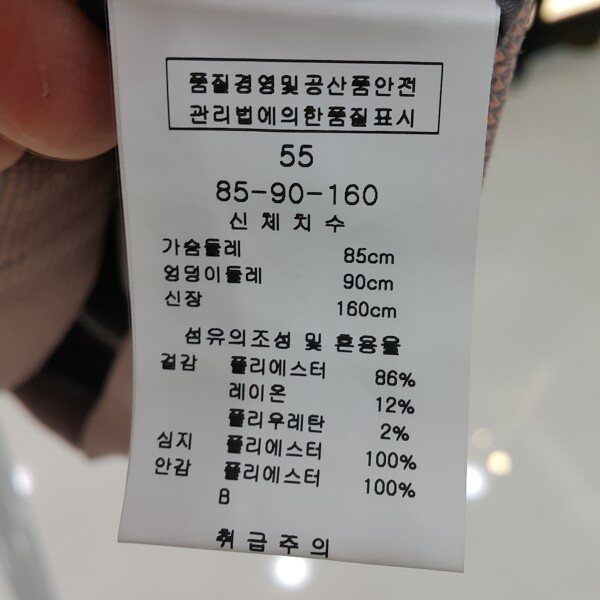 품질경영및공산품안전
관리법에의한품질표시
55
85-90-160
신체치수
가슴둘레 85cm
엉덩이둘레 90cm
신장 160cm
섬유의조성 및 혼용율
겉감 폴리에스터 86%
레이온 12%
폴리우레탄 2%
심지 폴리에스터 100%
안감 폴리에스터 100%
B
취급주의